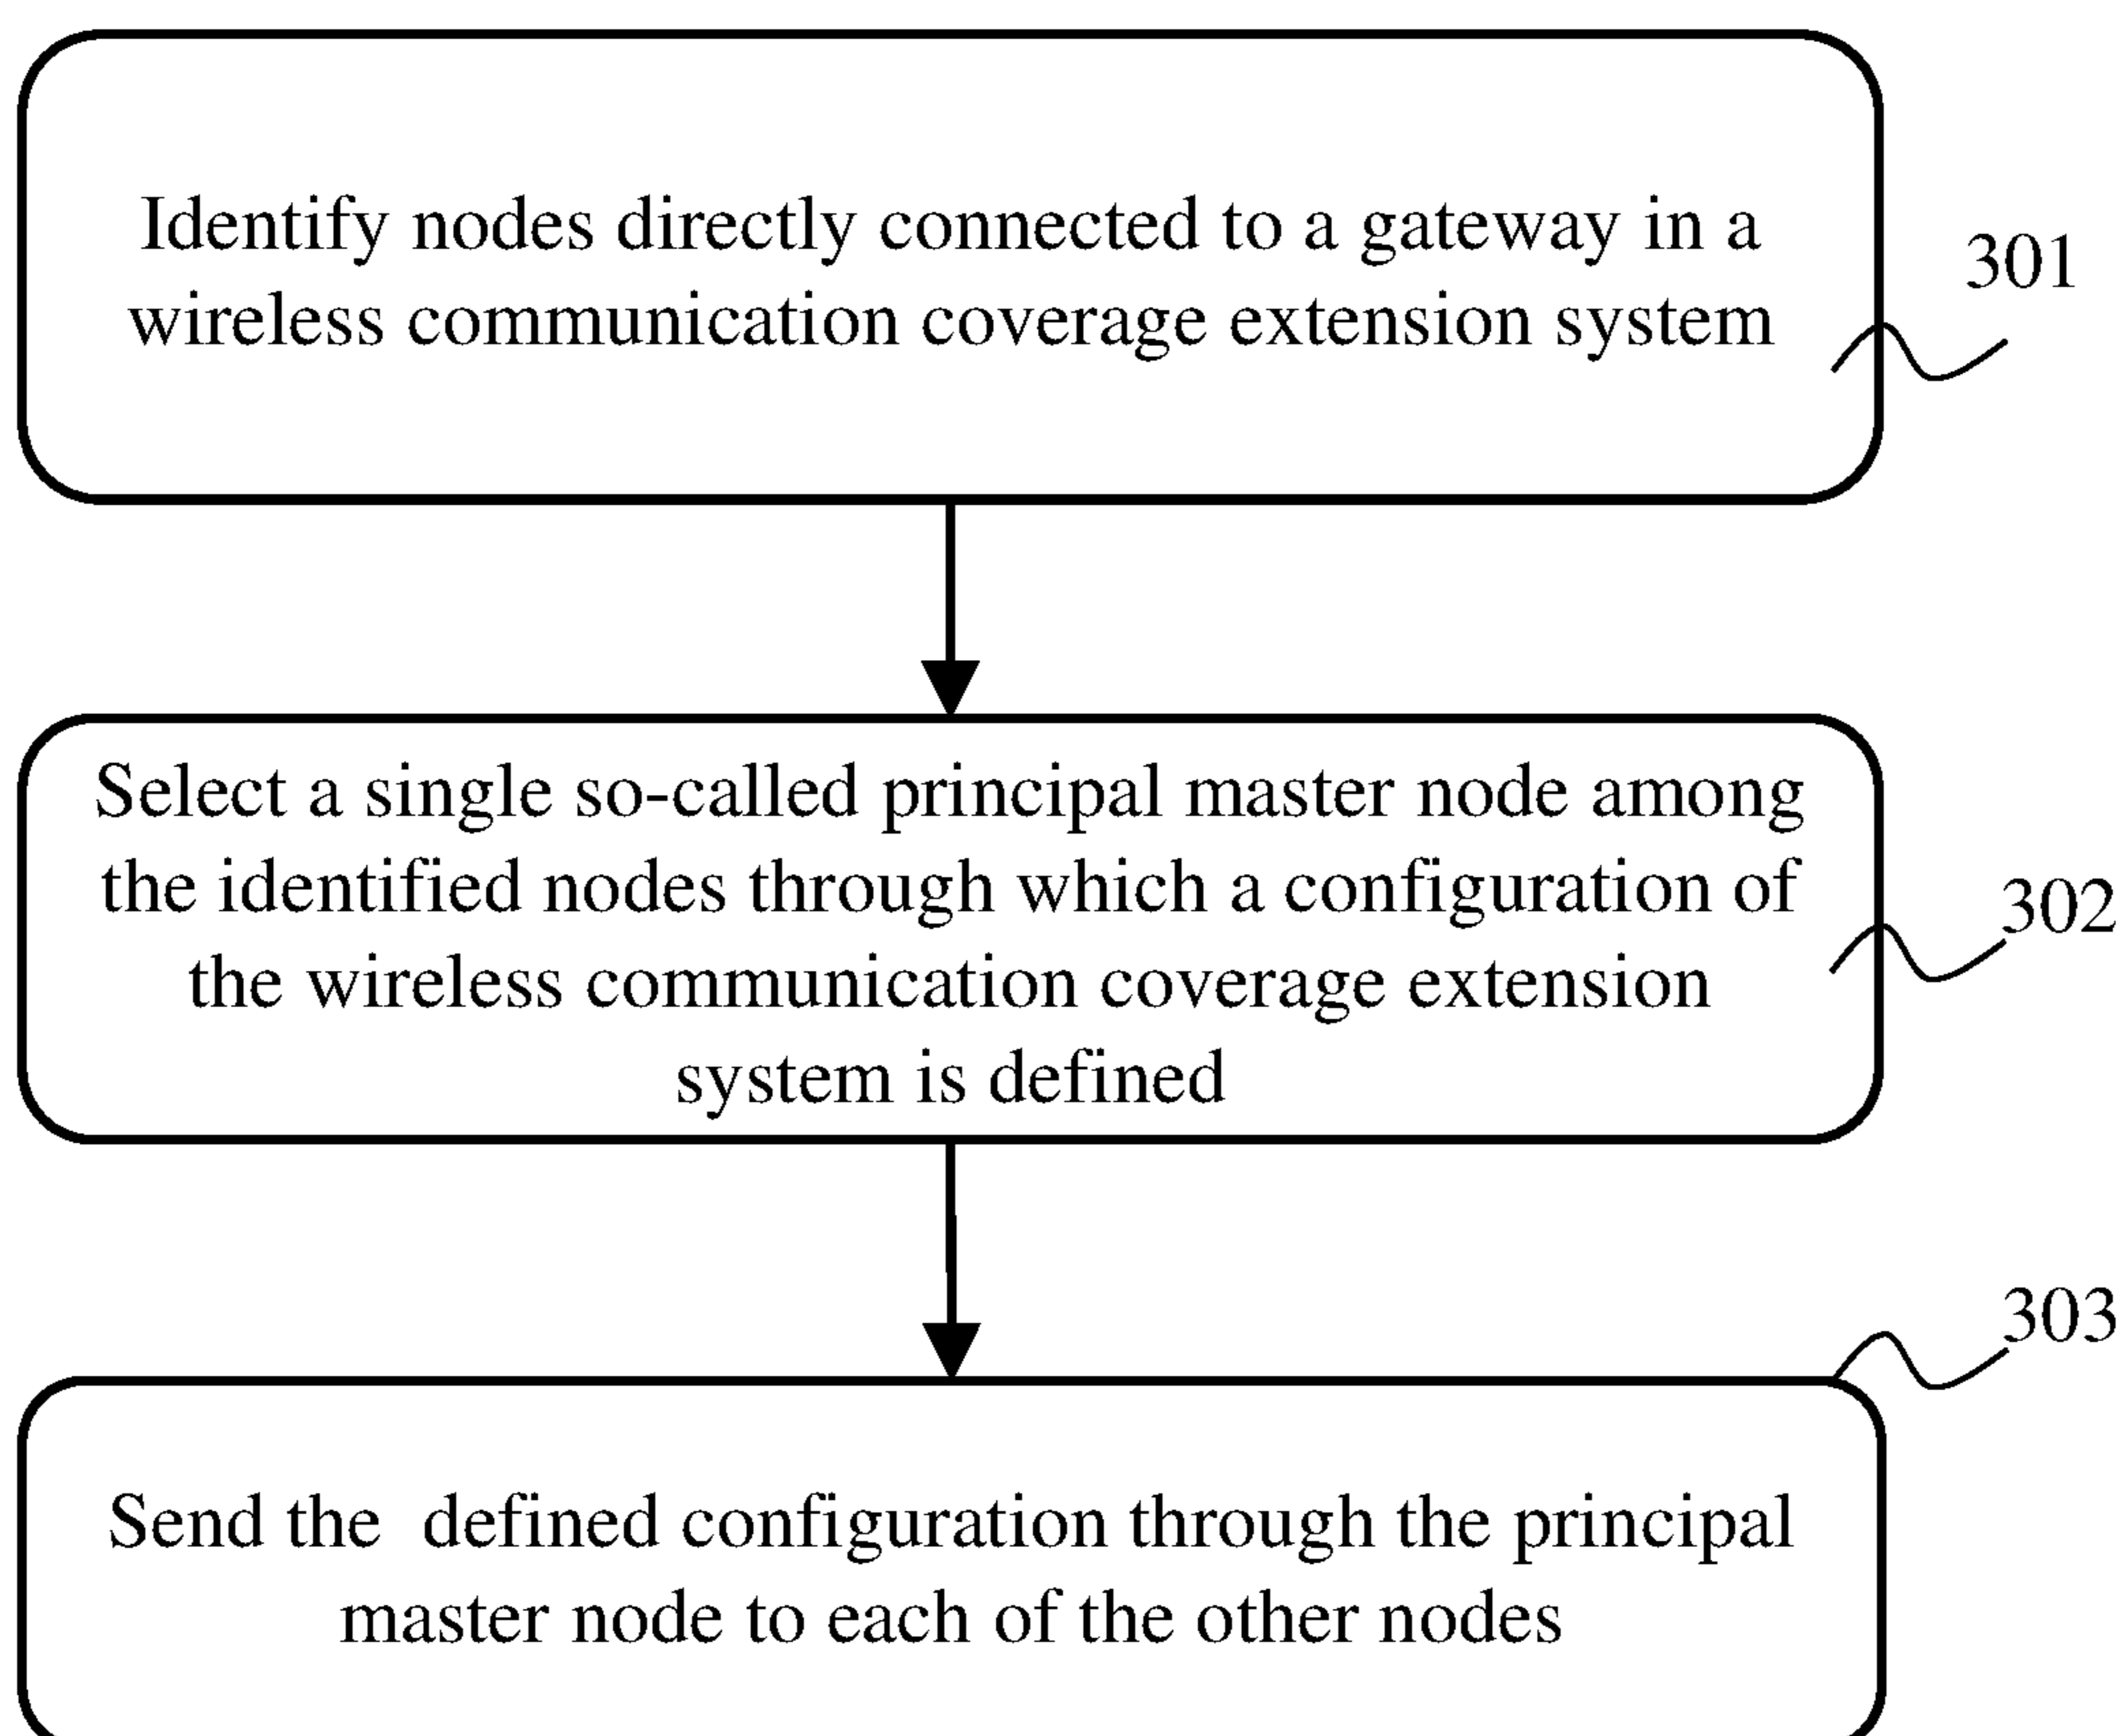 Identify nodes directly connected to a gateway in a
wireless communication coverage extension system
301
Select a single so-called principal master node among
the identified nodes through which a configuration of
the wireless communication coverage extension
system is defined
302
303
Send the  defined configuration through the principal
master node to each of the other nodes